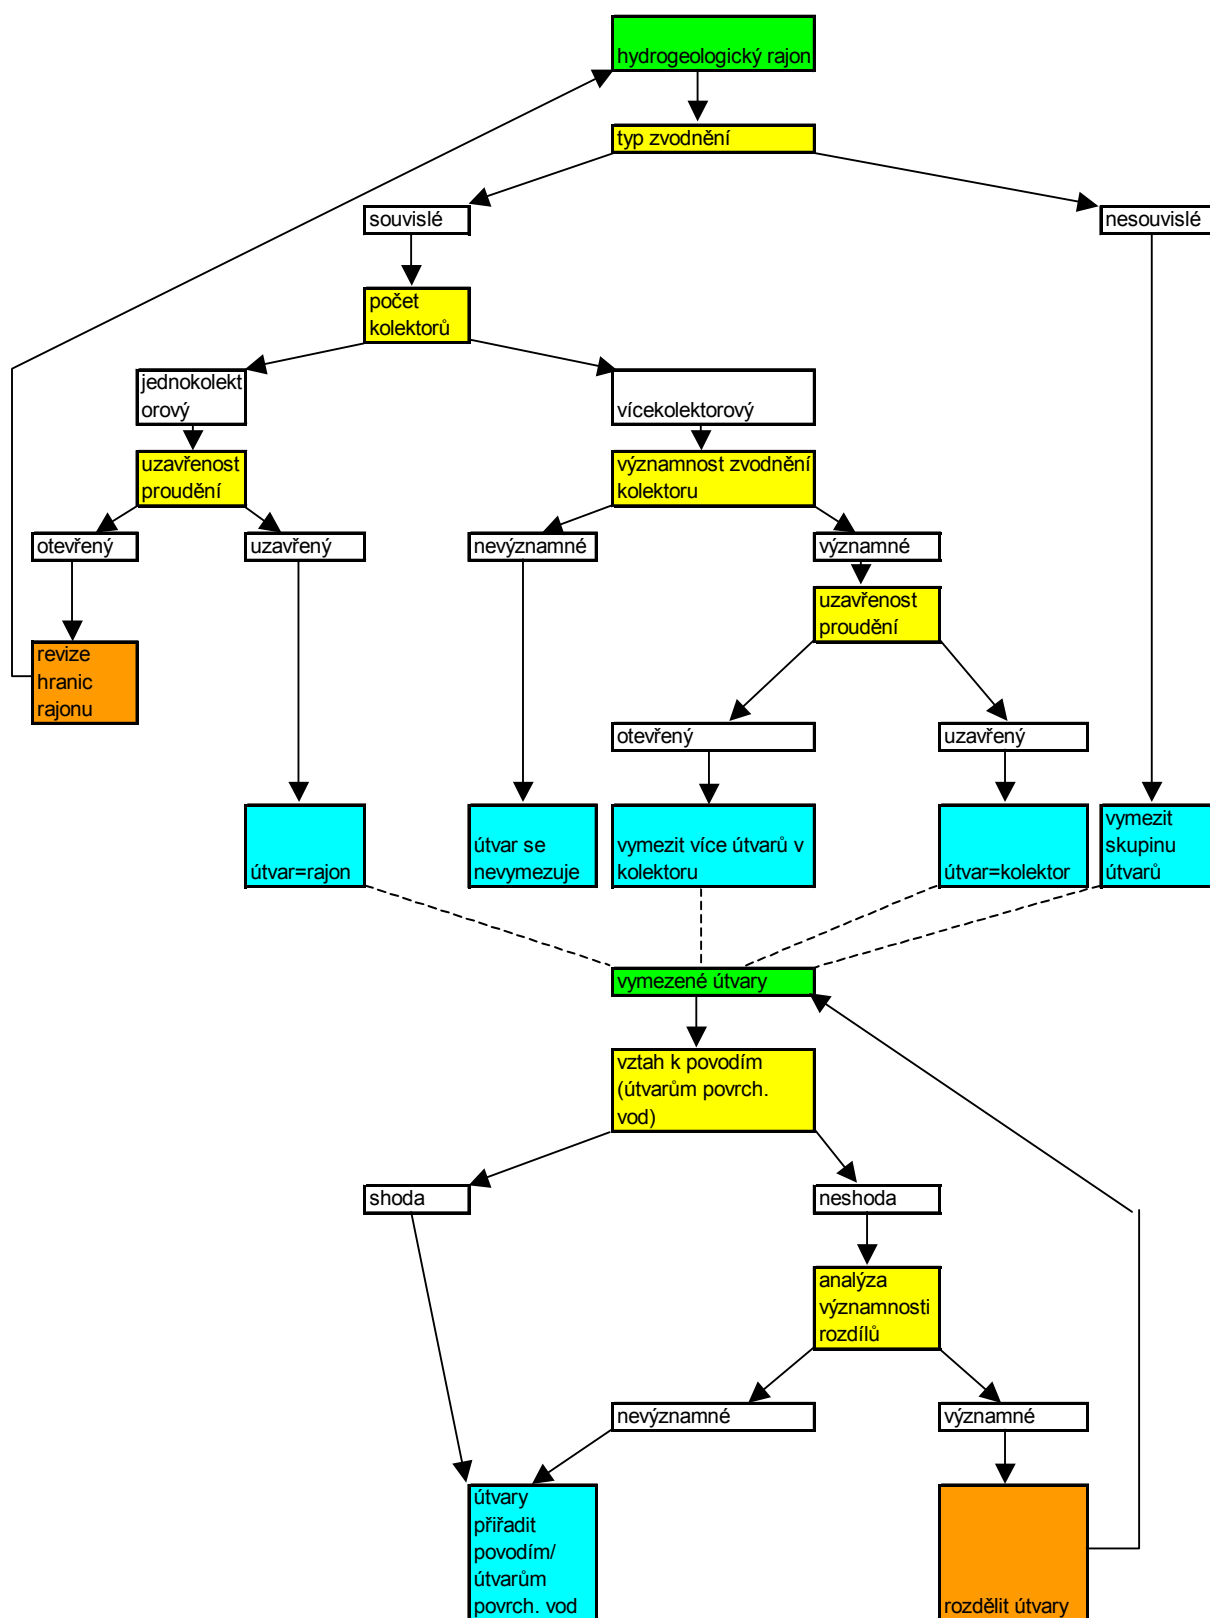 hydrogeologický rajon
typ zvodnění
souvislé
nesouvislé
počet
kolektorů
jednokolekt
orový
vícekolektorový
uzavřenost
proudění
významnost zvodnění
kolektoru
otevřený
uzavřený
nevýznamné
významné
uzavřenost
proudění
revize
hranic
rajonu
otevřený
uzavřený
útvar=rajon
útvar se
nevymezuje
vymezit více útvarů v
kolektoru
útvar=kolektor
vymezit
skupinu
útvarů
vymezené útvary
vztah k povodím
(útvarům povrch.
vod)
shoda
neshoda
analýza
významnosti
rozdílů
nevýznamné
významné
útvary
přiřadit
povodím/
útvarům
povrch. vod
rozdělit útvary